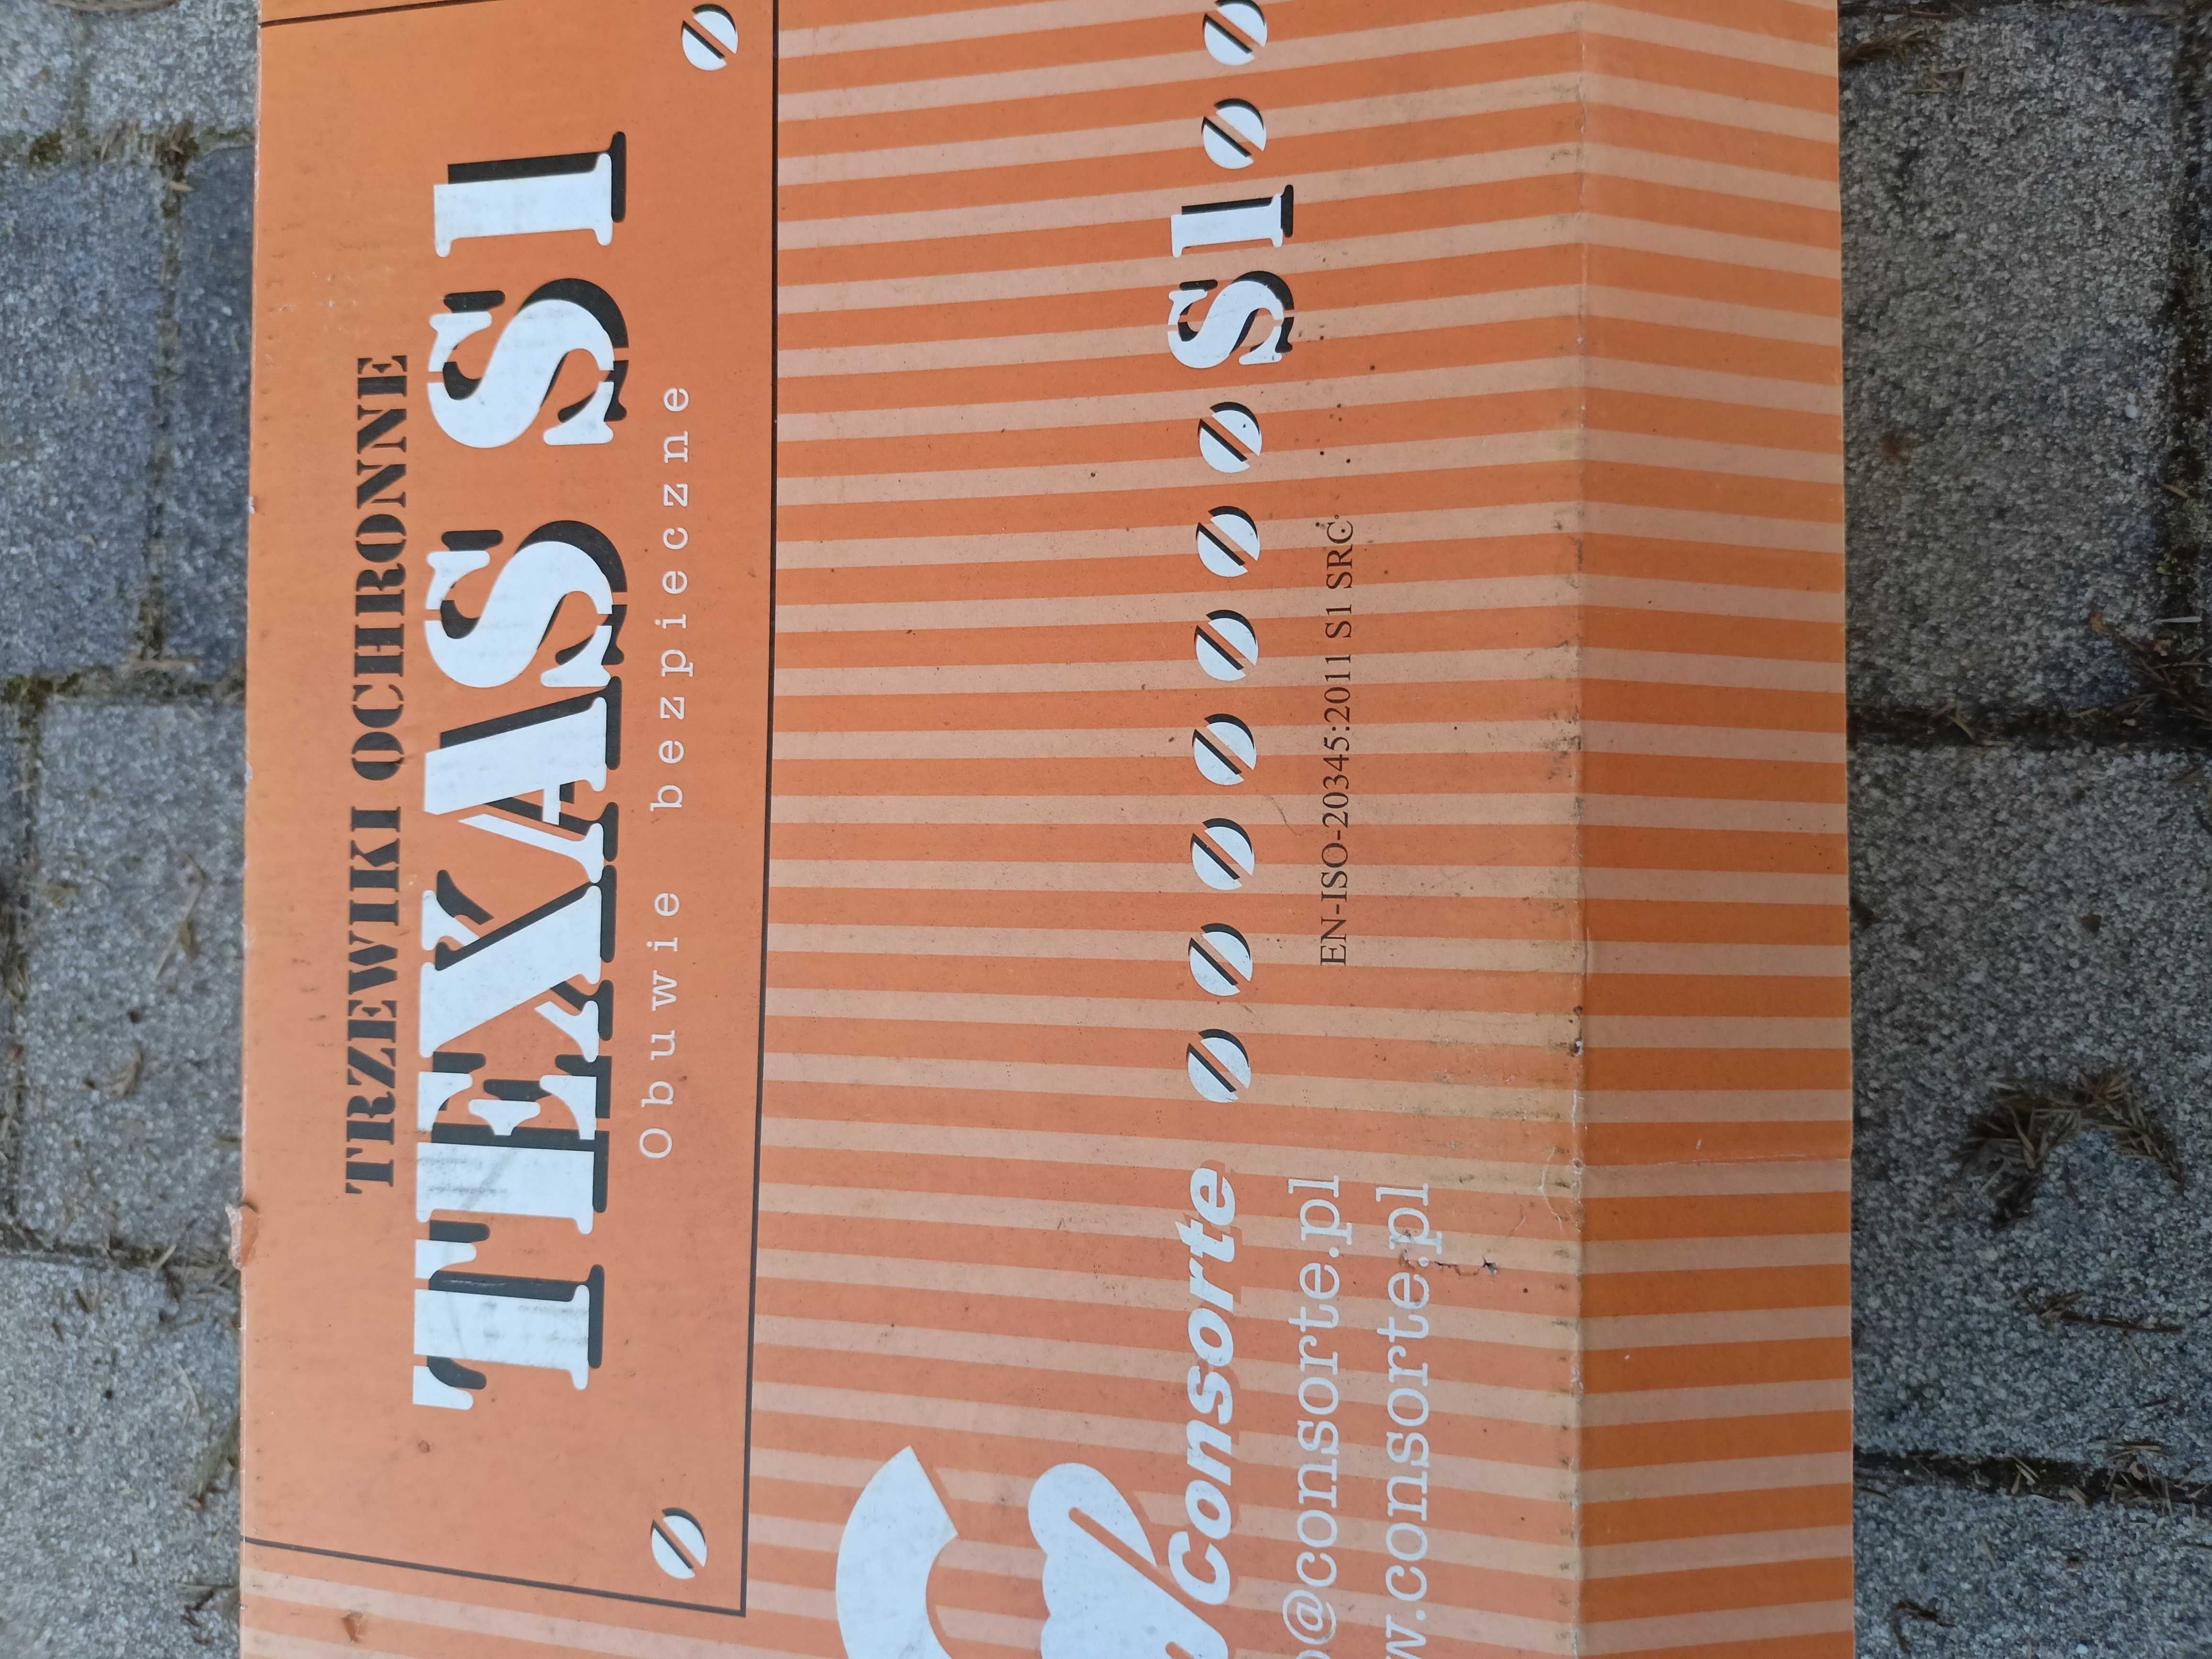 TRZEWIKI OCHRONNE
TEXAS S1
Obuwie bezpieczne
Consorte
S1
EN-ISO-20345:2011 S1 SRC
@consorte.pl
.consorte.pl